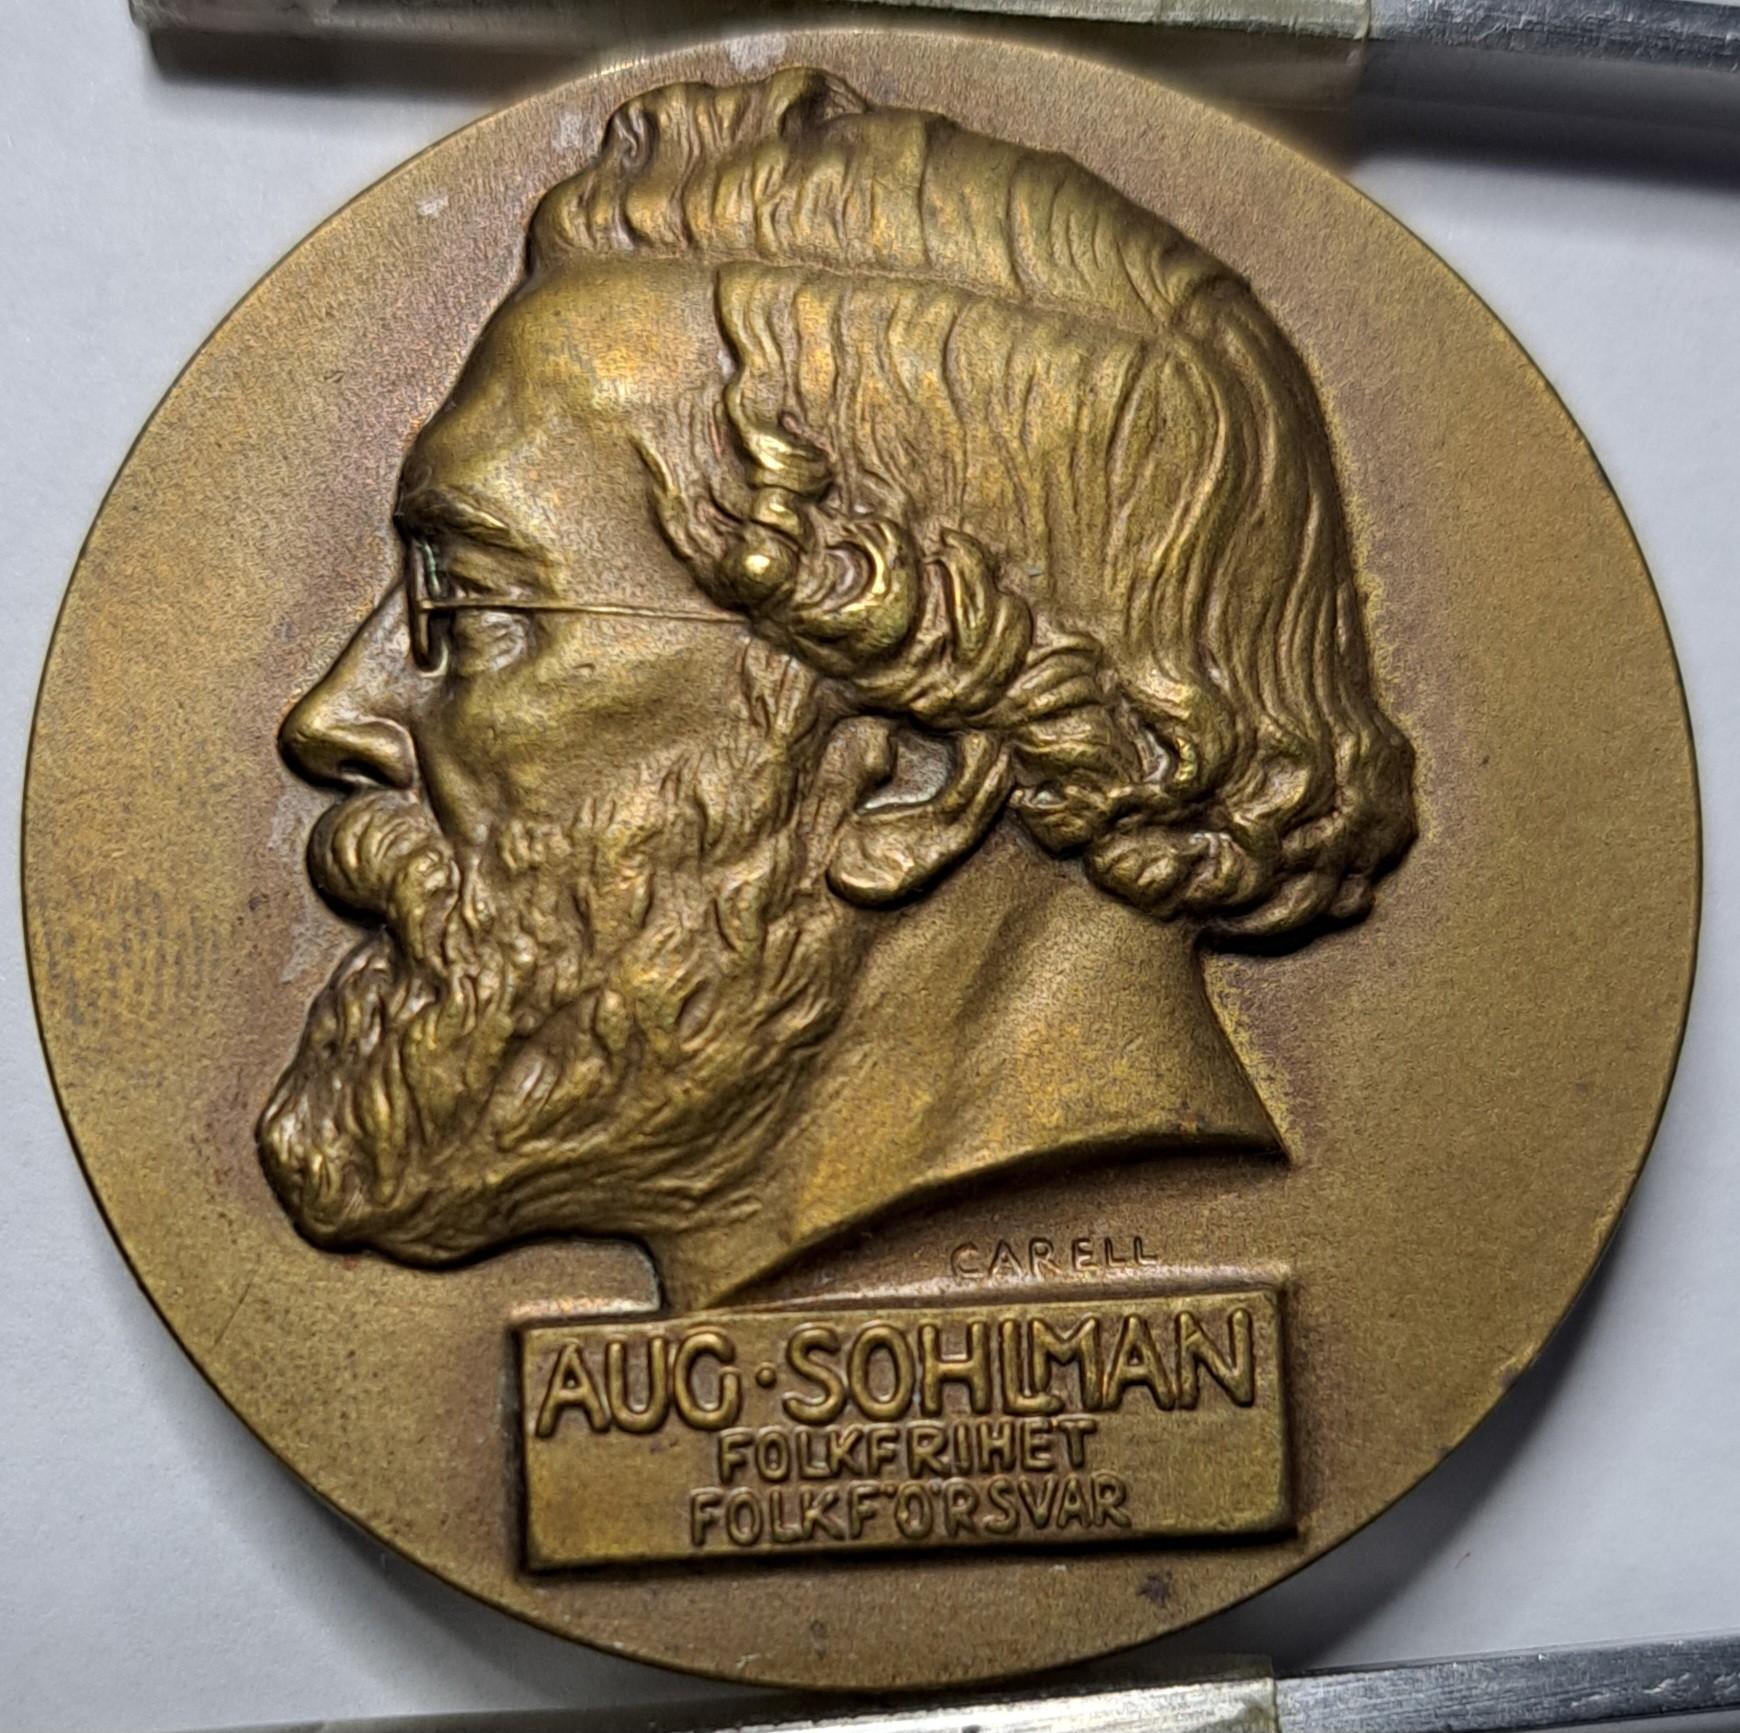 CARELL
AUG · SOHLMAN
FOLKFRIHET
FOLKFÖRSVAR